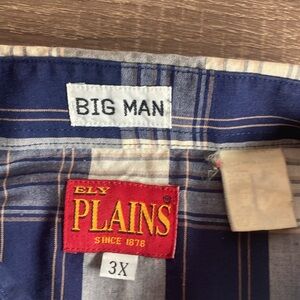 BIG MAN
ELY
PLAINS®
SINCE 1878
3X